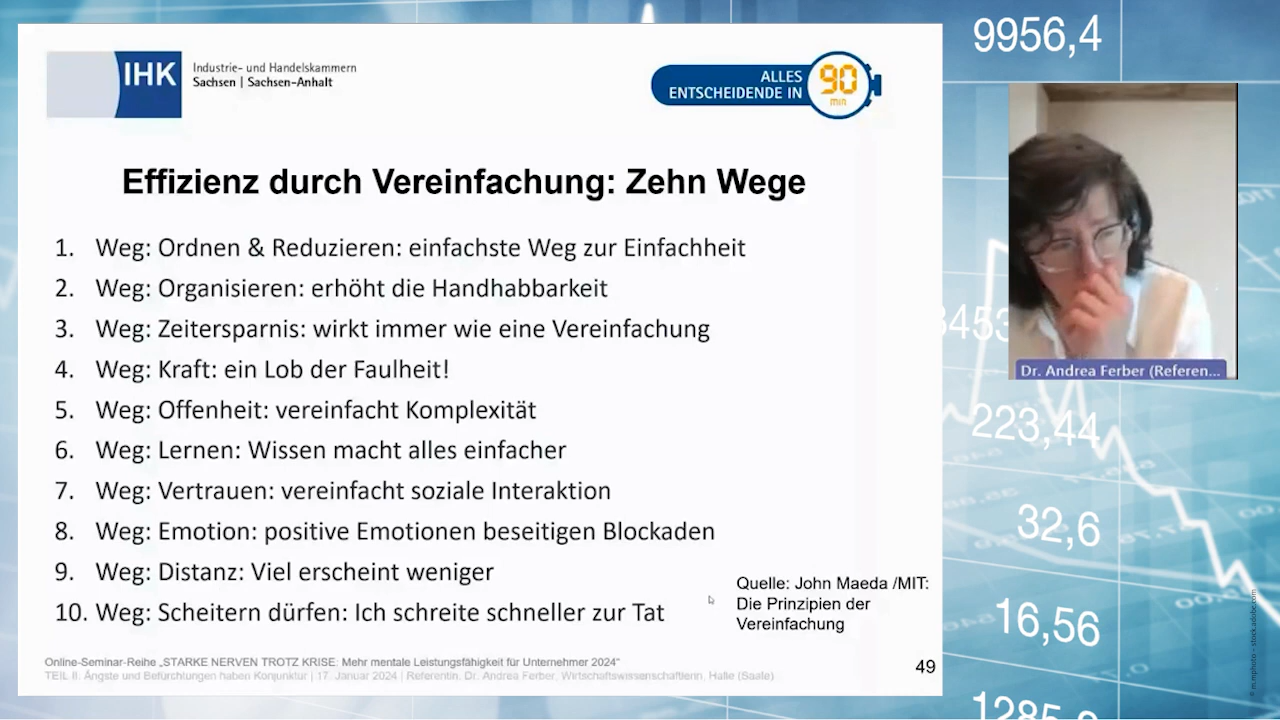 9956,4
IHK
Industrie- und Handelskammern
Sachsen | Sachsen-Anhalt
ALLES
ENTSCHEIDENDE IN
90
min
Effizienz durch Vereinfachung: Zehn Wege
1. Weg: Ordnen & Reduzieren: einfachste Weg zur Einfachheit
2. Weg: Organisieren: erhöht die Handhabbarkeit
3. Weg: Zeitersparnis: wirkt immer wie eine Vereinfachung
4. Weg: Kraft: ein Lob der Faulheit!
5. Weg: Offenheit: vereinfacht Komplexität
6. Weg: Lernen: Wissen macht alles einfacher
7. Weg: Vertrauen: vereinfacht soziale Interaktion
8. Weg: Emotion: positive Emotionen beseitigen Blockaden
9. Weg: Distanz: Viel erscheint weniger
10. Weg: Scheitern dürfen: Ich schreite schneller zur Tat
Quelle: John Maeda /MIT:
Die Prinzipien der
Vereinfachung
Online-Seminar-Reihe „STARKE NERVEN TROTZ KRISE: Mehr mentale Leistungsfähigkeit für Unternehmer 2024"
TEIL II: Ängste und Befürchtungen haben Konjunktur | 17. Januar 2024 | Referentin: Dr. Andrea Ferber, Wirtschaftswissenschaftlerin, Halle (Saale)
49
Dr. Andrea Ferber (Referen...
223,44
32,6
16,56
© m.mphoto - stock.adobe.com